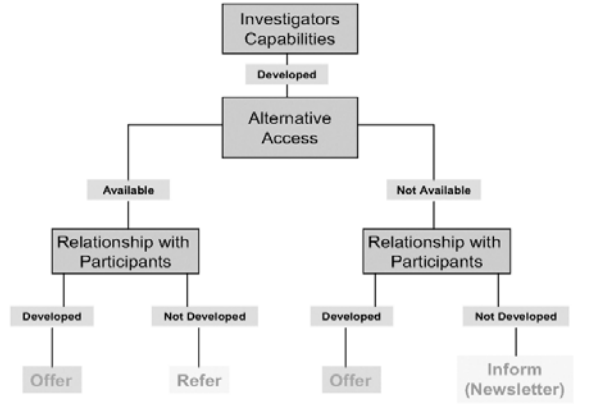 Investigators
Capabilities
Developed
Alternative
Access
Available
Not Available
Relationship with
Participants
Relationship with
Participants
Developed
Not Developed
Developed
Not Developed
Offer
Refer
Offer
Inform
(Newsletter)